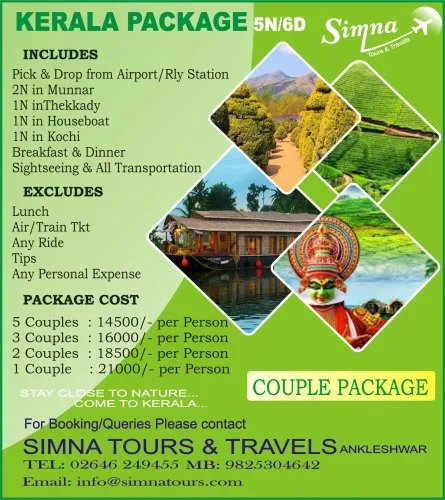 KERALA PACKAGE 5N/6D
Simna
Tours & Travels
INCLUDES
Pick & Drop from Airport/Rly Station
2N in Munnar
1N inThekkady
1N in Houseboat
1N in Kochi
Breakfast & Dinner
Sightseeing & All Transportation
EXCLUDES
Lunch
Air/Train Tkt
Any Ride
Tips
Any Personal Expense
PACKAGE COST
5 Couples : 14500/- per Person
3 Couples : 16000/- per Person
2 Couples : 18500/- per Person
1 Couple : 21000/- per Person
COUPLE PACKAGE
STAY CLOSE TO NATURE...
COME TO KERALA...
For Booking/Queries Please contact
SIMNA TOURS & TRAVELS ANKLESHWAR
TEL: 02646 249455 MB: 9825304642
Email: info@simnatours.com